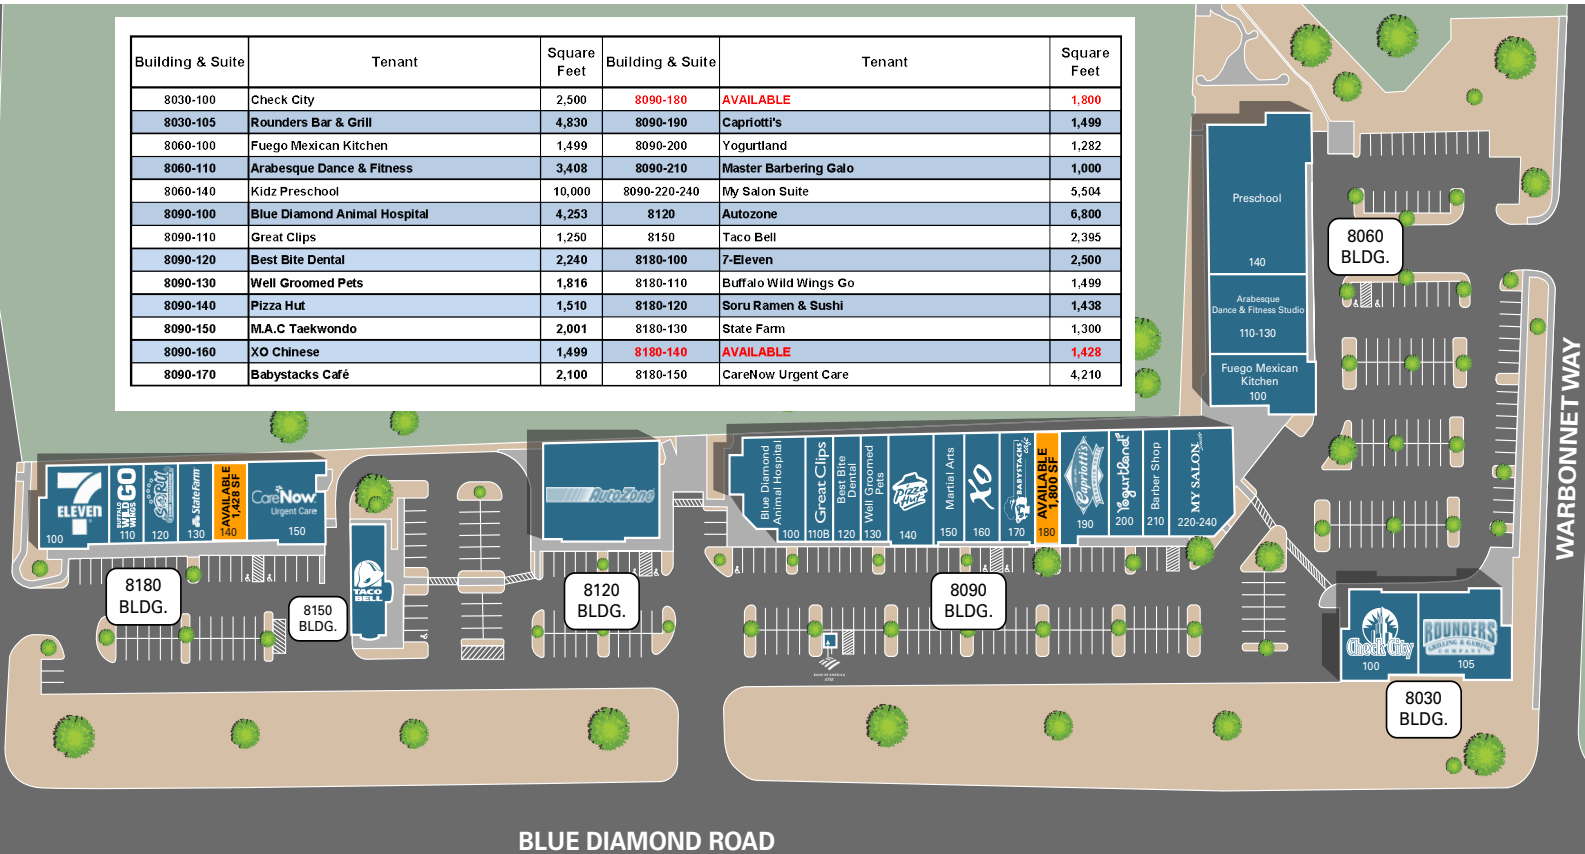 Building & Suite Tenant Square Feet Building & Suite Tenant Square Feet
8030-100 Check City 2,500 8090-180 AVAILABLE 1,800
8030-105 Rounders Bar & Grill 4,830 8090-190 Capriotti's 1,499
8060-100 Fuego Mexican Kitchen 1,499 8090-200 Yogurtland 1,282
8060-110 Arabesque Dance & Fitness 3,408 8090-210 Master Barbering Galo 1,000
8060-140 Kidz Preschool 10,000 8090-220-240 My Salon Suite 5,504
8090-100 Blue Diamond Animal Hospital 4,253 8120 Autozone 6,800
8090-110 Great Clips 1,250 8150 Taco Bell 2,395
8090-120 Best Bite Dental 2,240 8180-100 7-Eleven 2,500
8090-130 Well Groomed Pets 1,816 8180-110 Buffalo Wild Wings Go 1,499
8090-140 Pizza Hut 1,510 8180-120 Soru Ramen & Sushi 1,438
8090-150 M.A.C Taekwondo 2,001 8180-130 State Farm 1,300
8090-160 XO Chinese 1,499 8180-140 AVAILABLE 1,428
8090-170 Babystacks Café 2,100 8180-150 CareNow Urgent Care 4,210
Preschool
140
8060
BLDG.
Arabesque
Dance & Fitness Studio
110-130
Fuego Mexican
Kitchen
100
WARBONNET WAY
7
ELEVEN
100
BUFFALO
WILD
WINGS
GO
110
SORU
120
StateFarm
130
AVAILABLE
1,428 SF
140
CareNow
Urgent Care
150
AutoZone
Blue Diamond
Animal Hospital
100
Great Clips
110B
Best Bite
Dental
120
Well Groomed
Pets
130
Pizza
Hut
140
Martial Arts
150
XO
160
BABYSTACKS
cafe
170
AVAILABLE
1,800 SF
180
Capriotti's
190
Yogurtland
200
Barber Shop
210
MY SALON
Suite
220-240
8180
BLDG.
8150
BLDG.
TACO
BELL
8120
BLDG.
8090
BLDG.
BANK OF AMERICA
ATM
Check City
100
ROUNDERS
GRILLING & GAMING
COMPANY
105
8030
BLDG.
BLUE DIAMOND ROAD